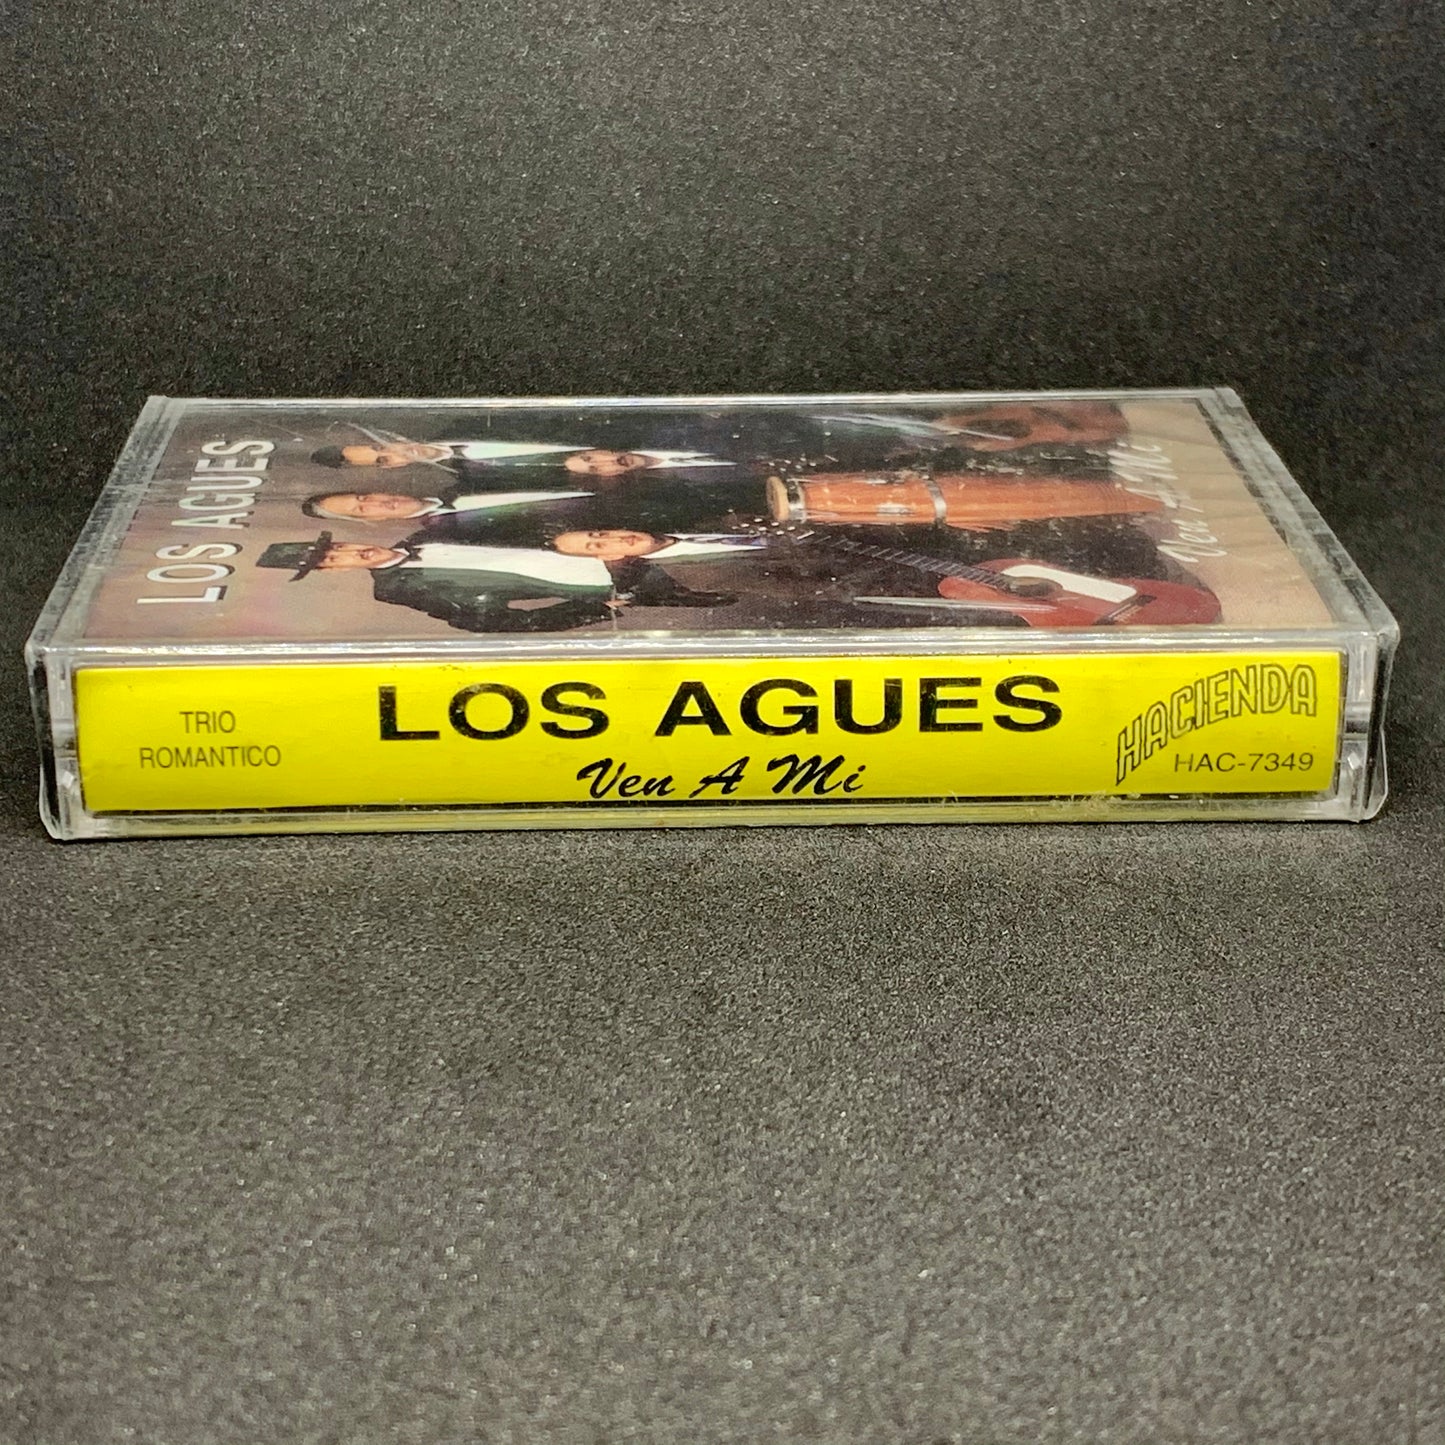 LOS AGUES
Ven A Mi
TRIO
ROMANTICO
LOS AGUES
Ven A Mi
HACIENDA
HAC-7349